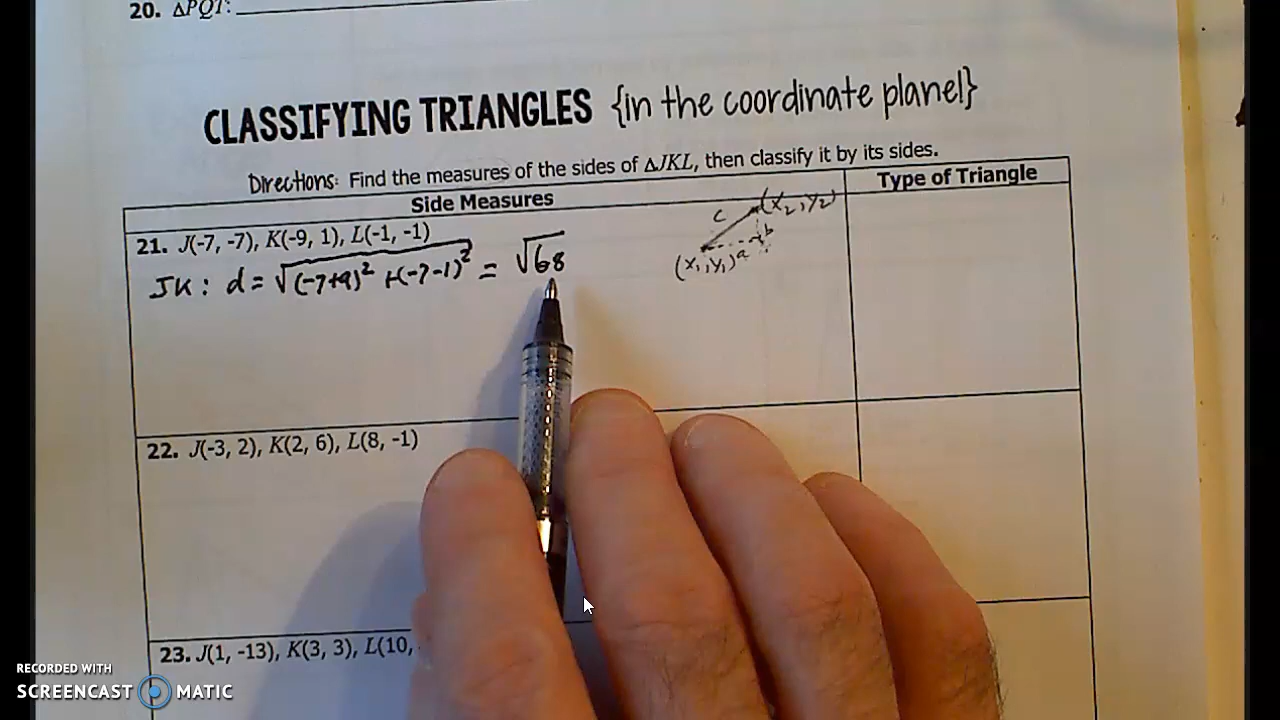 20. ΔPQT:
CLASSIFYING TRIANGLES {in the coordinate plane!}
Directions: Find the measures of the sides of ΔJKL, then classify it by its sides.
Side Measures
Type of Triangle
21. J(-7, -7), K(-9, 1), L(-1, -1)
JK: d = √(-7+9)² + (-7-1)² = √68
c (x₂, y₂)
b
(x₁, y₁) a
22. J(-3, 2), K(2, 6), L(8, -1)
23. J(1, -13), K(3, 3), L(10,
RECORDED WITH
SCREENCAST MATIC